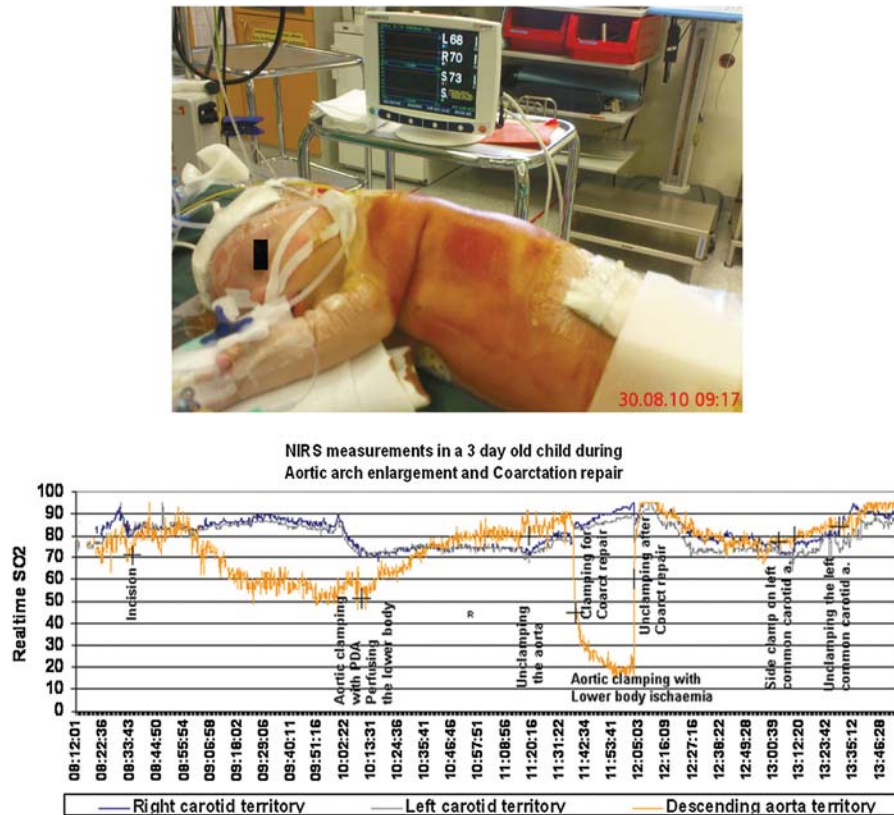 L 68
R 70
S. 73
S.
30.08.10 09:17
NIRS measurements in a 3 day old child during
Aortic arch enlargement and Coarctation repair
Realtime SO2
100
90
80
70
60
50
40
30
20
10
0
Incision
Aortic clamping
with PDA
Perfusing
the lower body
Unclamping
the aorta
Clamping for
Coarct repair
Aortic clamping with
Lower body ischaemia
Unclamping after
Coarct repair
Side clamp on left
common carotid a.
Unclamping the left
common carotid a.
08:12:01
08:22:36
08:33:43
08:44:50
08:55:54
09:06:58
09:18:02
09:29:06
09:40:11
09:51:16
10:02:22
10:13:31
10:24:36
10:35:41
10:46:46
10:57:51
11:08:56
11:20:16
11:31:22
11:42:34
11:53:41
12:05:03
12:16:09
12:27:16
12:38:22
12:49:28
13:00:39
13:12:20
13:23:42
13:35:12
13:46:28
Right carotid territory
Left carotid territory
Descending aorta territory